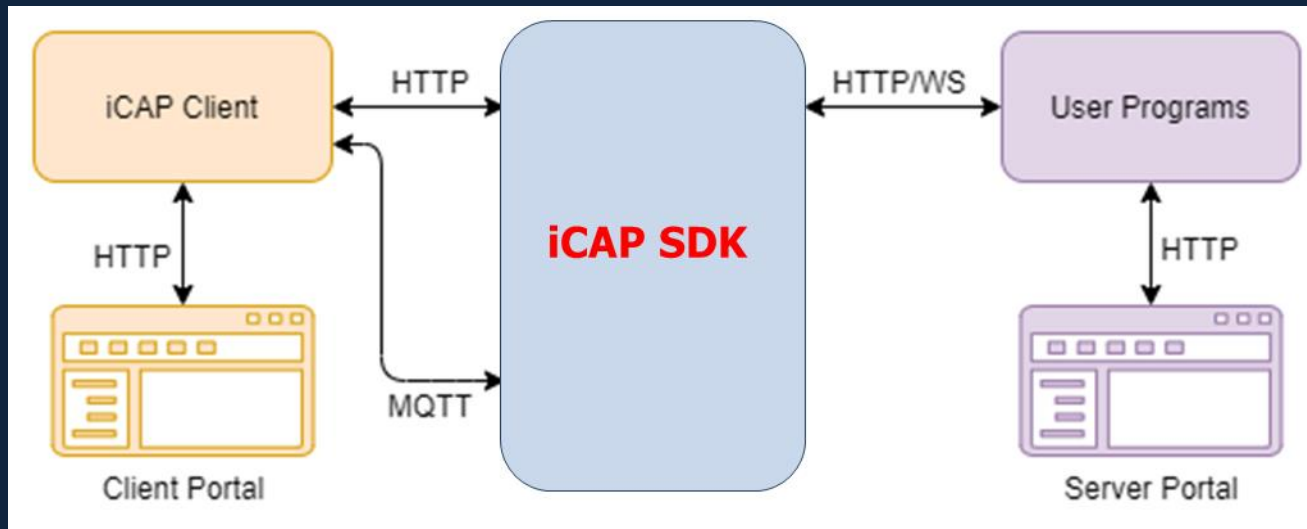 iCAP Client
HTTP
iCAP SDK
HTTP/WS
User Programs
HTTP
MQTT
Client Portal
HTTP
Server Portal